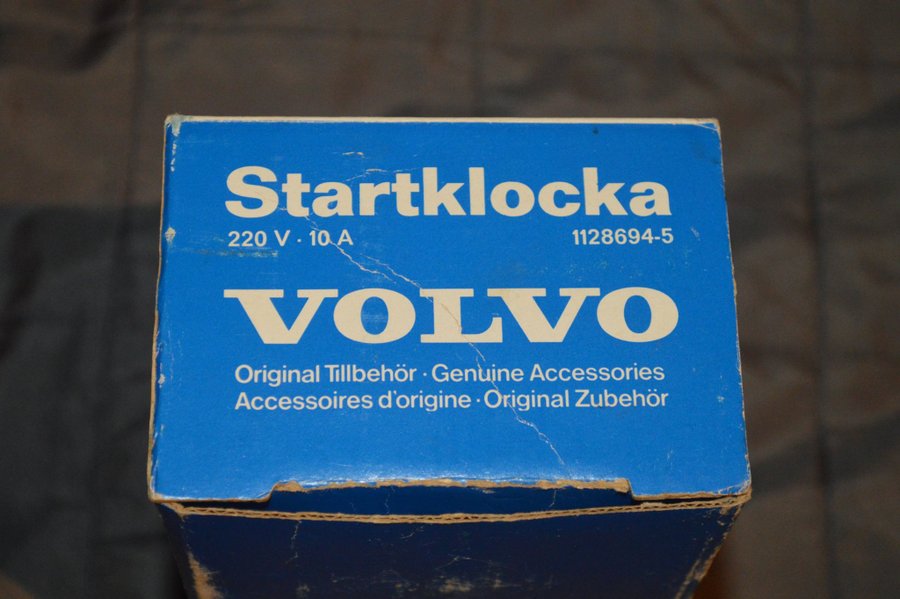 Startklocka
220 V · 10 A 1128694-5
VOLVO
Original Tillbehör · Genuine Accessories
Accessoires d'origine · Original Zubehör